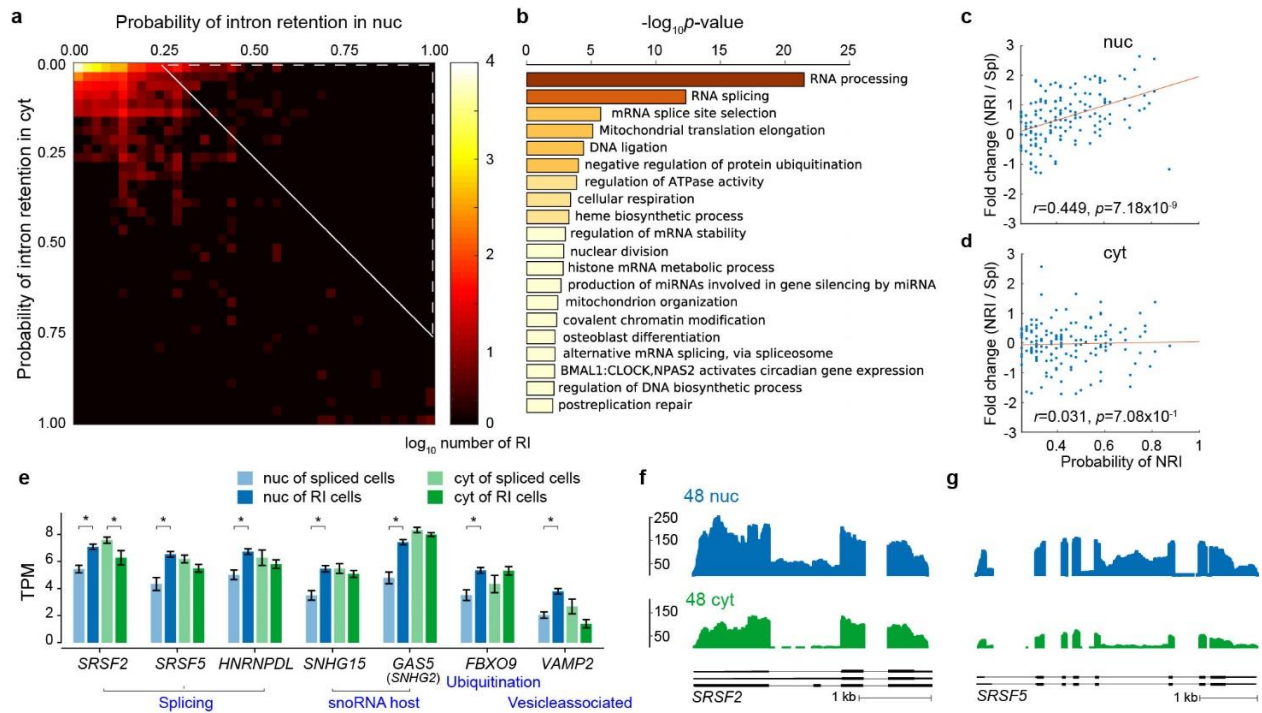 a
Probability of intron retention in nuc
0.00 0.25 0.75 1.00
Probability of intron retention in cyt
0.00
0.25
0.50
0.75
1.00
4
3
2
1
0
log10 number of RI
b
-log10p-value
0 5 10 15 20 25
RNA processing
RNA splicing
mRNA splice site selection
Mitochondrial translation elongation
DNA ligation
negative regulation of protein ubiquitination
regulation of ATPase activity
cellular respiration
heme biosynthetic process
regulation of mRNA stability
nuclear division
histone mRNA metabolic process
production of miRNAs involved in gene silencing by miRNA
mitochondrion organization
covalent chromatin modification
osteoblast differentiation
alternative mRNA splicing, via spliceosome
BMAL1:CLOCK,NPAS2 activates circadian gene expression
regulation of DNA biosynthetic process
postreplication repair
c
nuc
Fold change (NRI / Spl)
3
2
1
0
-1
2
3
r=0.449, p=7.18x10-9
d
cyt
Fold change (NRI / Spl)
3
2
1
0
-1
-2
-3
r=0.031, p=7.08x10-1
0.4 0.6 0.8 1
Probability of NRI
e
nuc of spliced cells
nuc of RI cells
cyt of spliced cells
cyt of RI cells
TPM
8
6
4
2
0
* * * * * * * *
SRSF2 SRSF5 HNRNPDL SNHG15 GAS5 FBXO9 VAMP2
(SNHG2)
Ubiquitination
Splicing snoRNA host Vesicleassociated
f
48 nuc
250
150
50
48 cyt
150
50
SRSF2
1 kb
g
SRSF5
1 kb